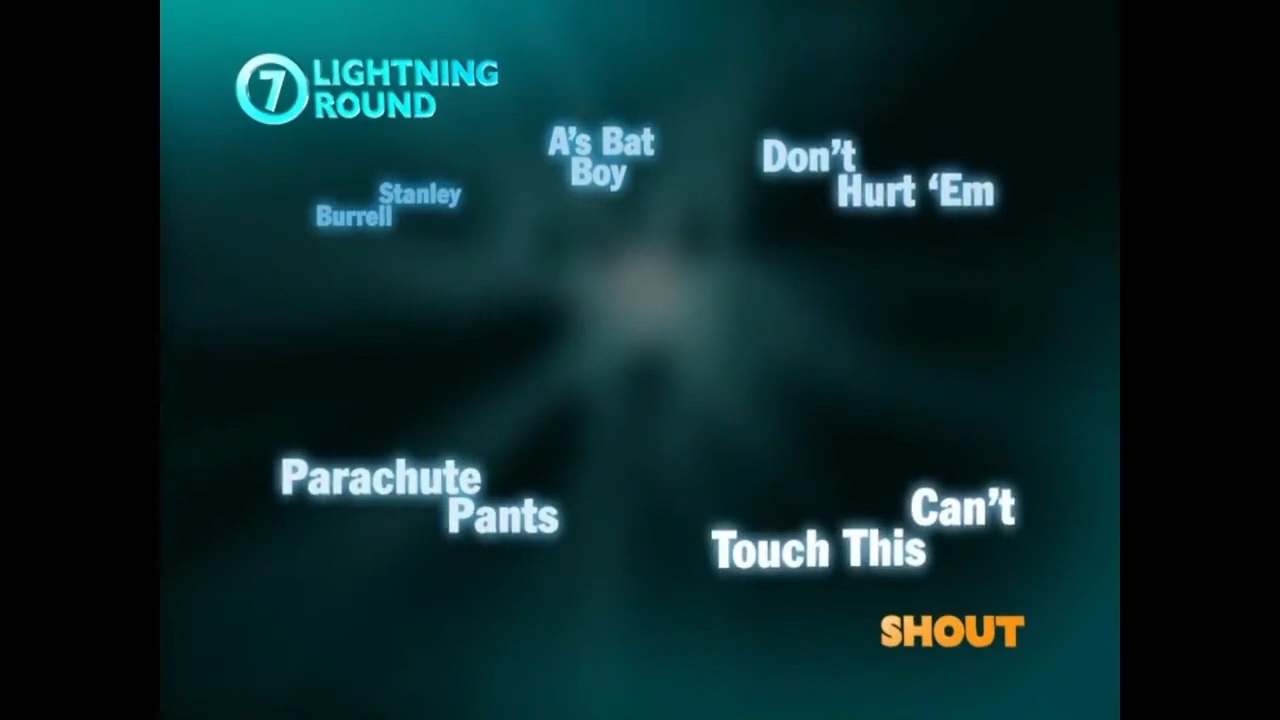 7 LIGHTNING
ROUND
Stanley
Burrell
A's Bat
Boy
Don't
Hurt 'Em
Parachute
Pants
Can't
Touch This
SHOUT